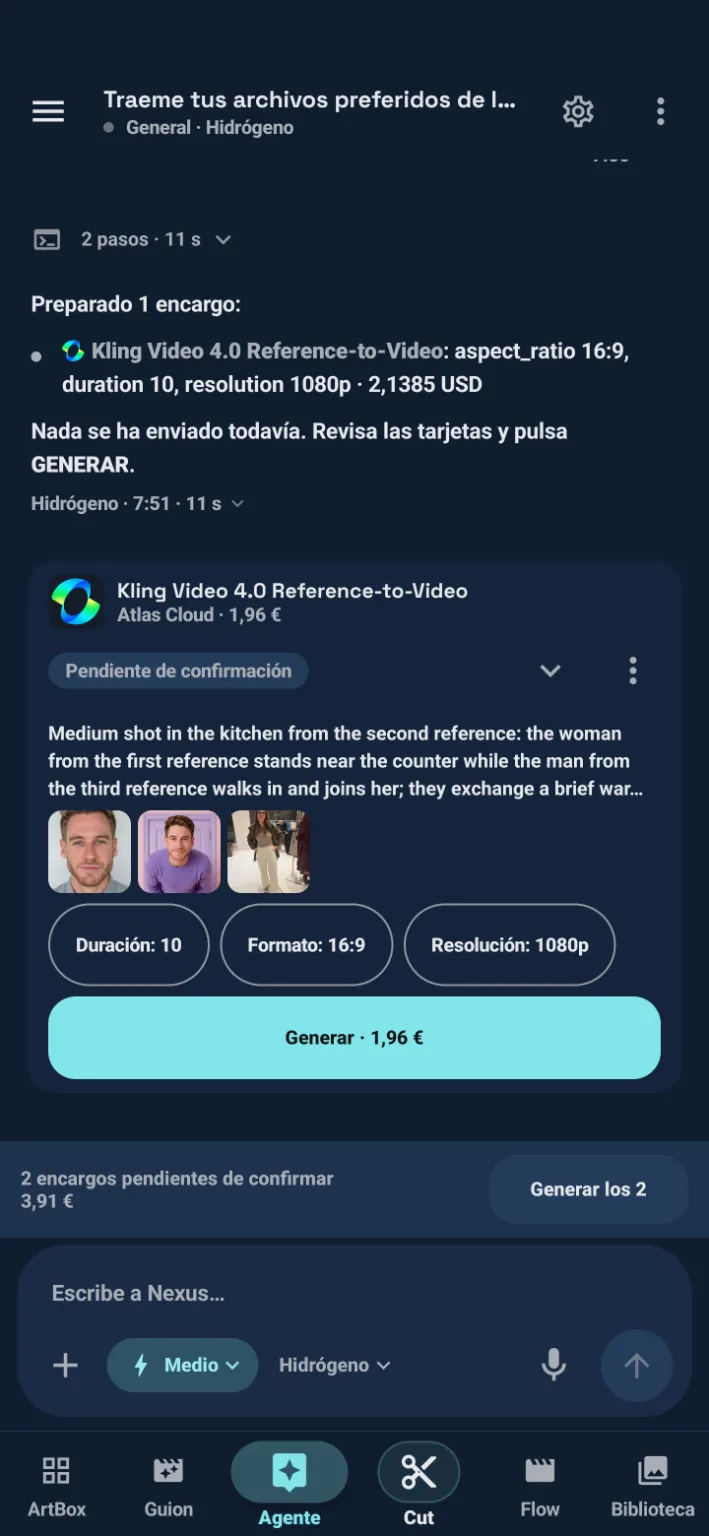 Traeme tus archivos preferidos de l...
General · Hidrógeno
2 pasos · 11 s
Preparado 1 encargo:
Kling Video 4.0 Reference-to-Video: aspect_ratio 16:9,
duration 10, resolution 1080p · 2,1385 USD
Nada se ha enviado todavía. Revisa las tarjetas y pulsa
GENERAR.
Hidrógeno · 7:51 · 11 s
Kling Video 4.0 Reference-to-Video
Atlas Cloud · 1,96 €
Pendiente de confirmación
Medium shot in the kitchen from the second reference: the woman
from the first reference stands near the counter while the man from
the third reference walks in and joins her; they exchange a brief war...
Duración: 10
Formato: 16:9
Resolución: 1080p
Generar · 1,96 €
2 encargos pendientes de confirmar
3,91 €
Generar los 2
Escribe a Nexus...
Medio
Hidrógeno
ArtBox
Guion
Agente
Cut
Flow
Biblioteca